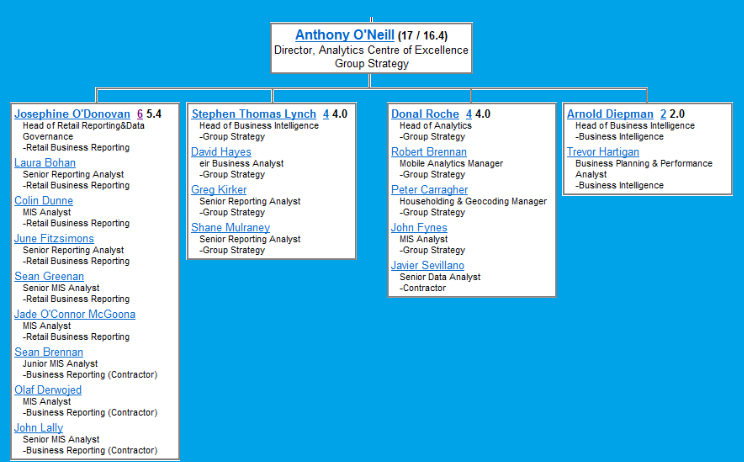 Anthony O'Neill (17 / 16.4)
Director, Analytics Centre of Excellence
Group Strategy
Josephine O'Donovan 6 5.4
Head of Retail Reporting&Data
Governance
-Retail Business Reporting
Laura Bohan
Senior Reporting Analyst
-Retail Business Reporting
Colin Dunne
MIS Analyst
-Retail Business Reporting
June Fitzsimons
Senior Reporting Analyst
-Retail Business Reporting
Sean Greenan
Senior MIS Analyst
-Retail Business Reporting
Jade O'Connor McGoona
MIS Analyst
-Retail Business Reporting
Sean Brennan
Junior MIS Analyst
-Business Reporting (Contractor)
Olaf Derwojed
MIS Analyst
-Business Reporting (Contractor)
John Lally
Senior MIS Analyst
-Business Reporting (Contractor)
Stephen Thomas Lynch 4 4.0
Head of Business Intelligence
-Group Strategy
David Hayes
eir Business Analyst
-Group Strategy
Greg Kirker
Senior Reporting Analyst
-Group Strategy
Shane Mulraney
Senior Reporting Analyst
-Group Strategy
Donal Roche 4 4.0
Head of Analytics
-Group Strategy
Robert Brennan
Mobile Analytics Manager
-Group Strategy
Peter Carragher
Householding & Geocoding Manager
-Group Strategy
John Fynes
MIS Analyst
-Group Strategy
Javier Sevillano
Senior Data Analyst
-Contractor
Arnold Diepman 2 2.0
Head of Business Intelligence
-Business Intelligence
Trevor Hartigan
Business Planning & Performance
Analyst
-Business Intelligence